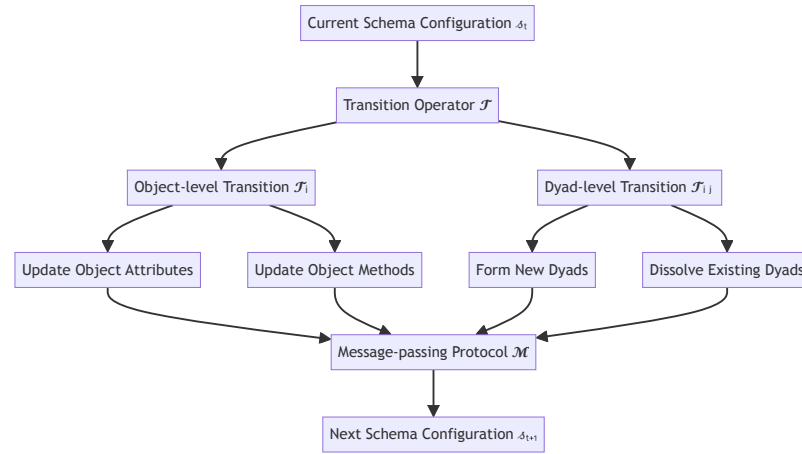 Current Schema Configuration 𝓈ₜ
Transition Operator 𝓣
Object-level Transition 𝓣ᵢ
Dyad-level Transition 𝓣ᵢ ⱼ
Update Object Attributes
Update Object Methods
Form New Dyads
Dissolve Existing Dyads
Message-passing Protocol 𝓜
Next Schema Configuration 𝓈ₜ₊₁